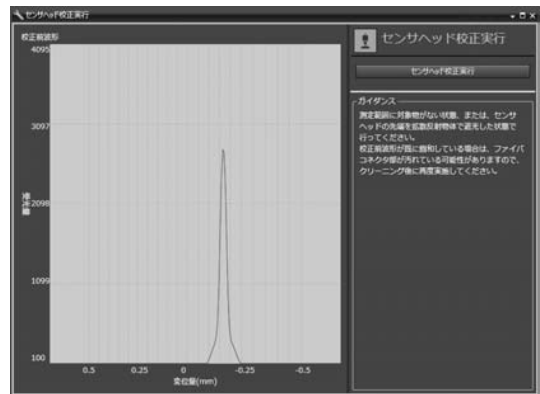 センサヘッド校正実行
校正前波形
4095
3097
2098
1099
100
受光量
0.5
0.25
0
-0.25
-0.5
変位量(mm)
センサヘッド校正実行
センサヘッド校正実行
ガイダンス
測定範囲に対象物がない状態、または、センサ
ヘッドの先端を拡散反射物体で遮光した状態で
行ってください。
校正前波形が既に飽和している場合は、ファイバ
コネクタ部が汚れている可能性がありますので、
クリーニング後に再度実施してください。